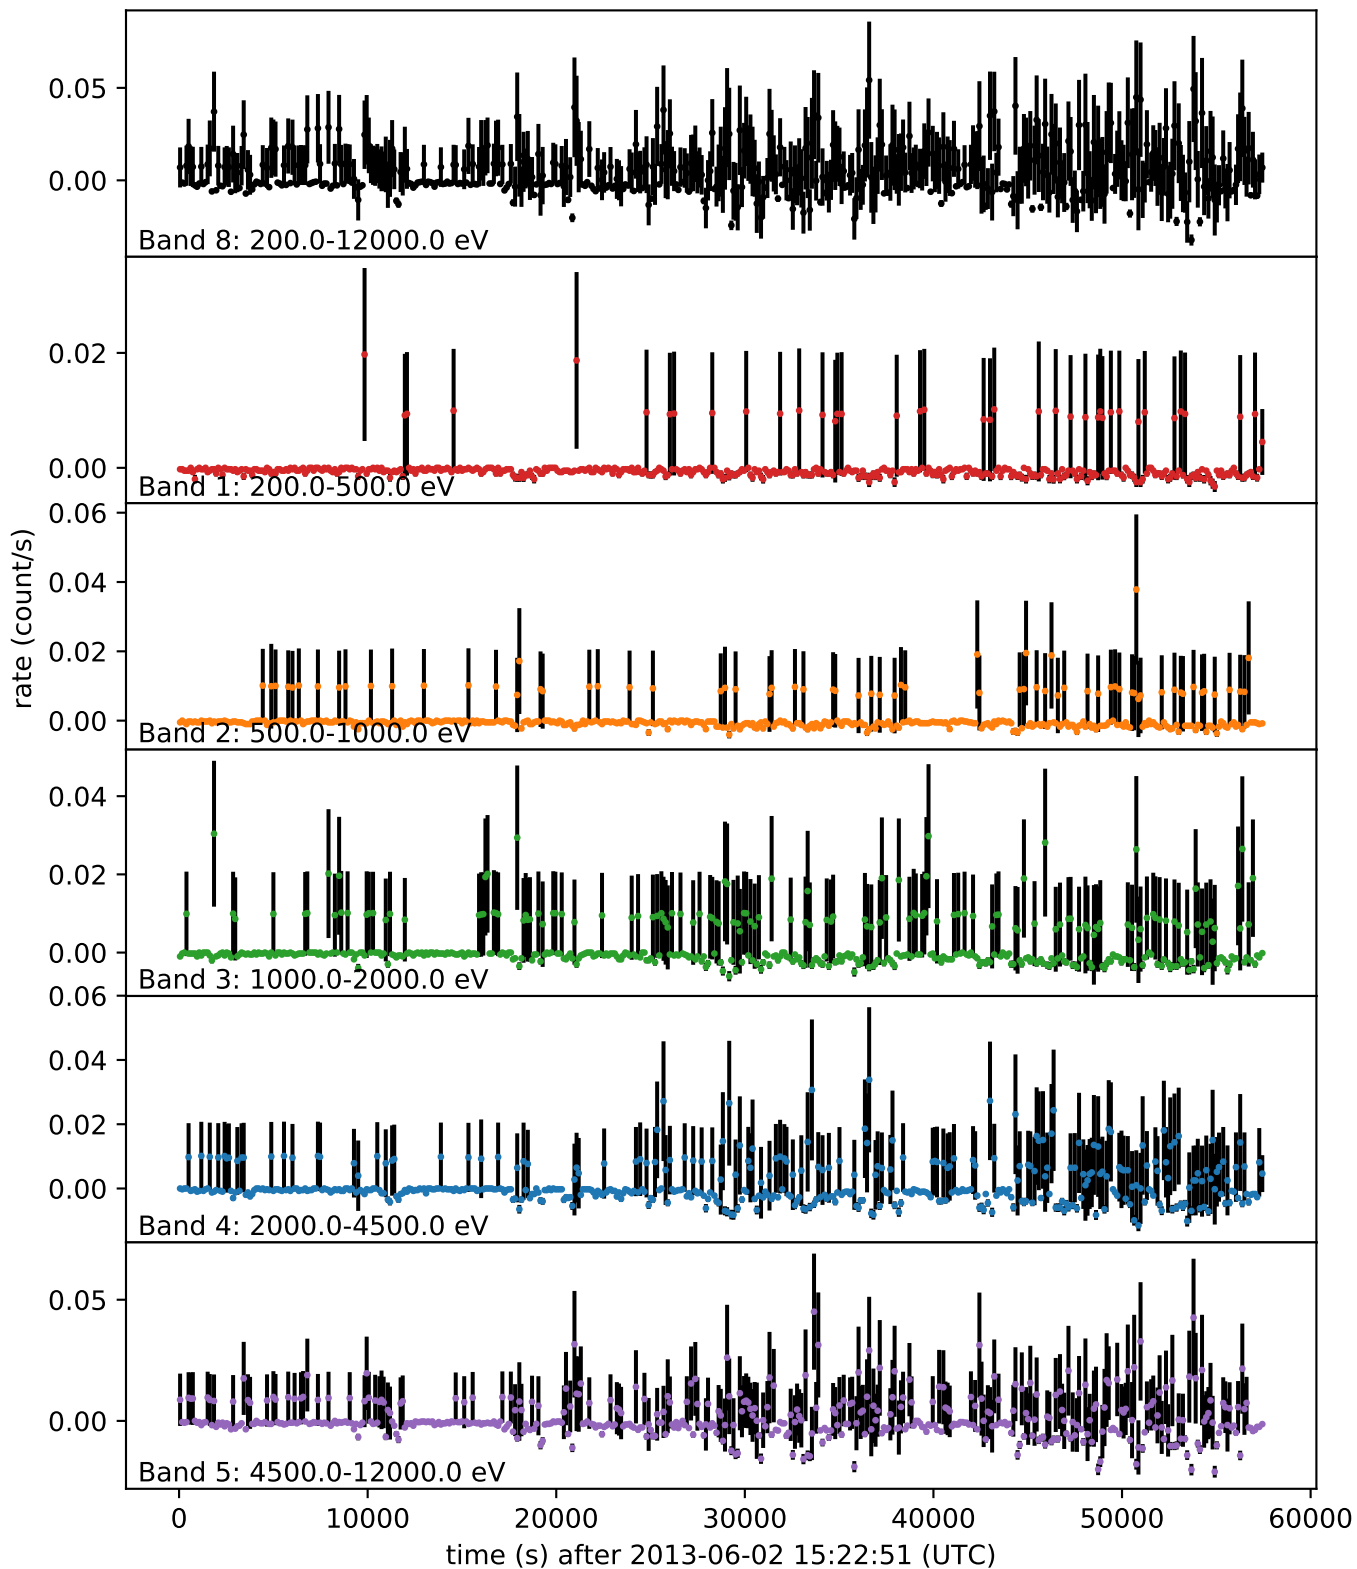 0.05
0.00
Band 8: 200.0-12000.0 eV
0.02
0.00
Band 1: 200.0-500.0 eV
0.06
0.04
0.02
0.00
Band 2: 500.0-1000.0 eV
rate (count/s)
0.04
0.02
0.00
Band 3: 1000.0-2000.0 eV
0.06
0.04
0.02
0.00
Band 4: 2000.0-4500.0 eV
0.05
0.00
Band 5: 4500.0-12000.0 eV
0 10000 20000 30000 40000 50000 60000
time (s) after 2013-06-02 15:22:51 (UTC)